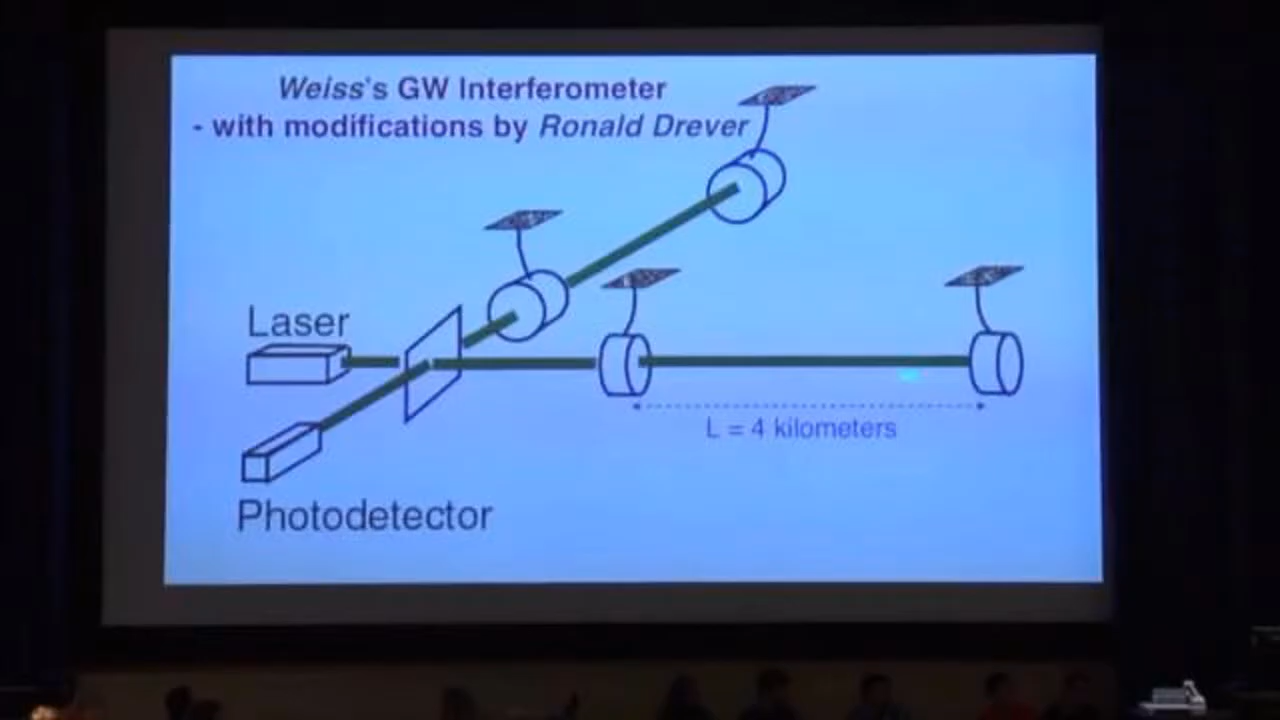 Weiss's GW Interferometer
- with modifications by Ronald Drever
Laser
L = 4 kilometers
Photodetector